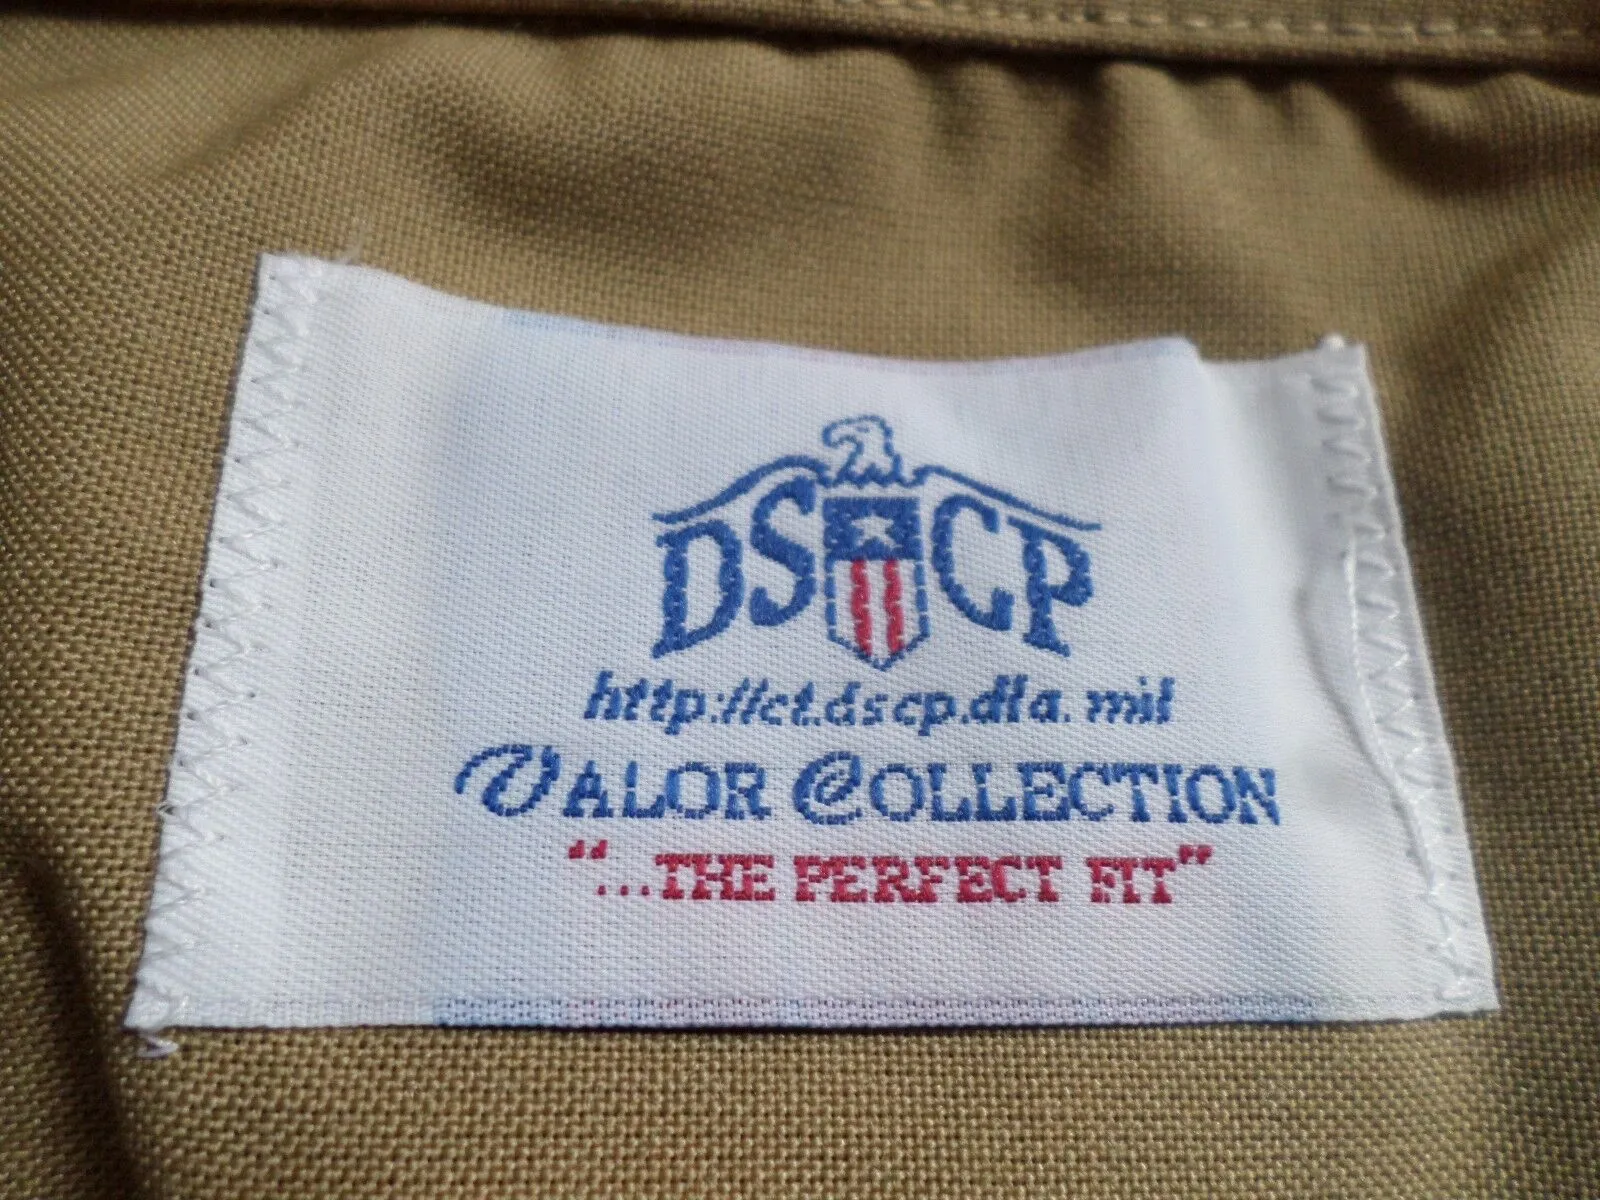 DSCP
http://ct.dscp.dla.mil
VALOR COLLECTION
"...THE PERFECT FIT"